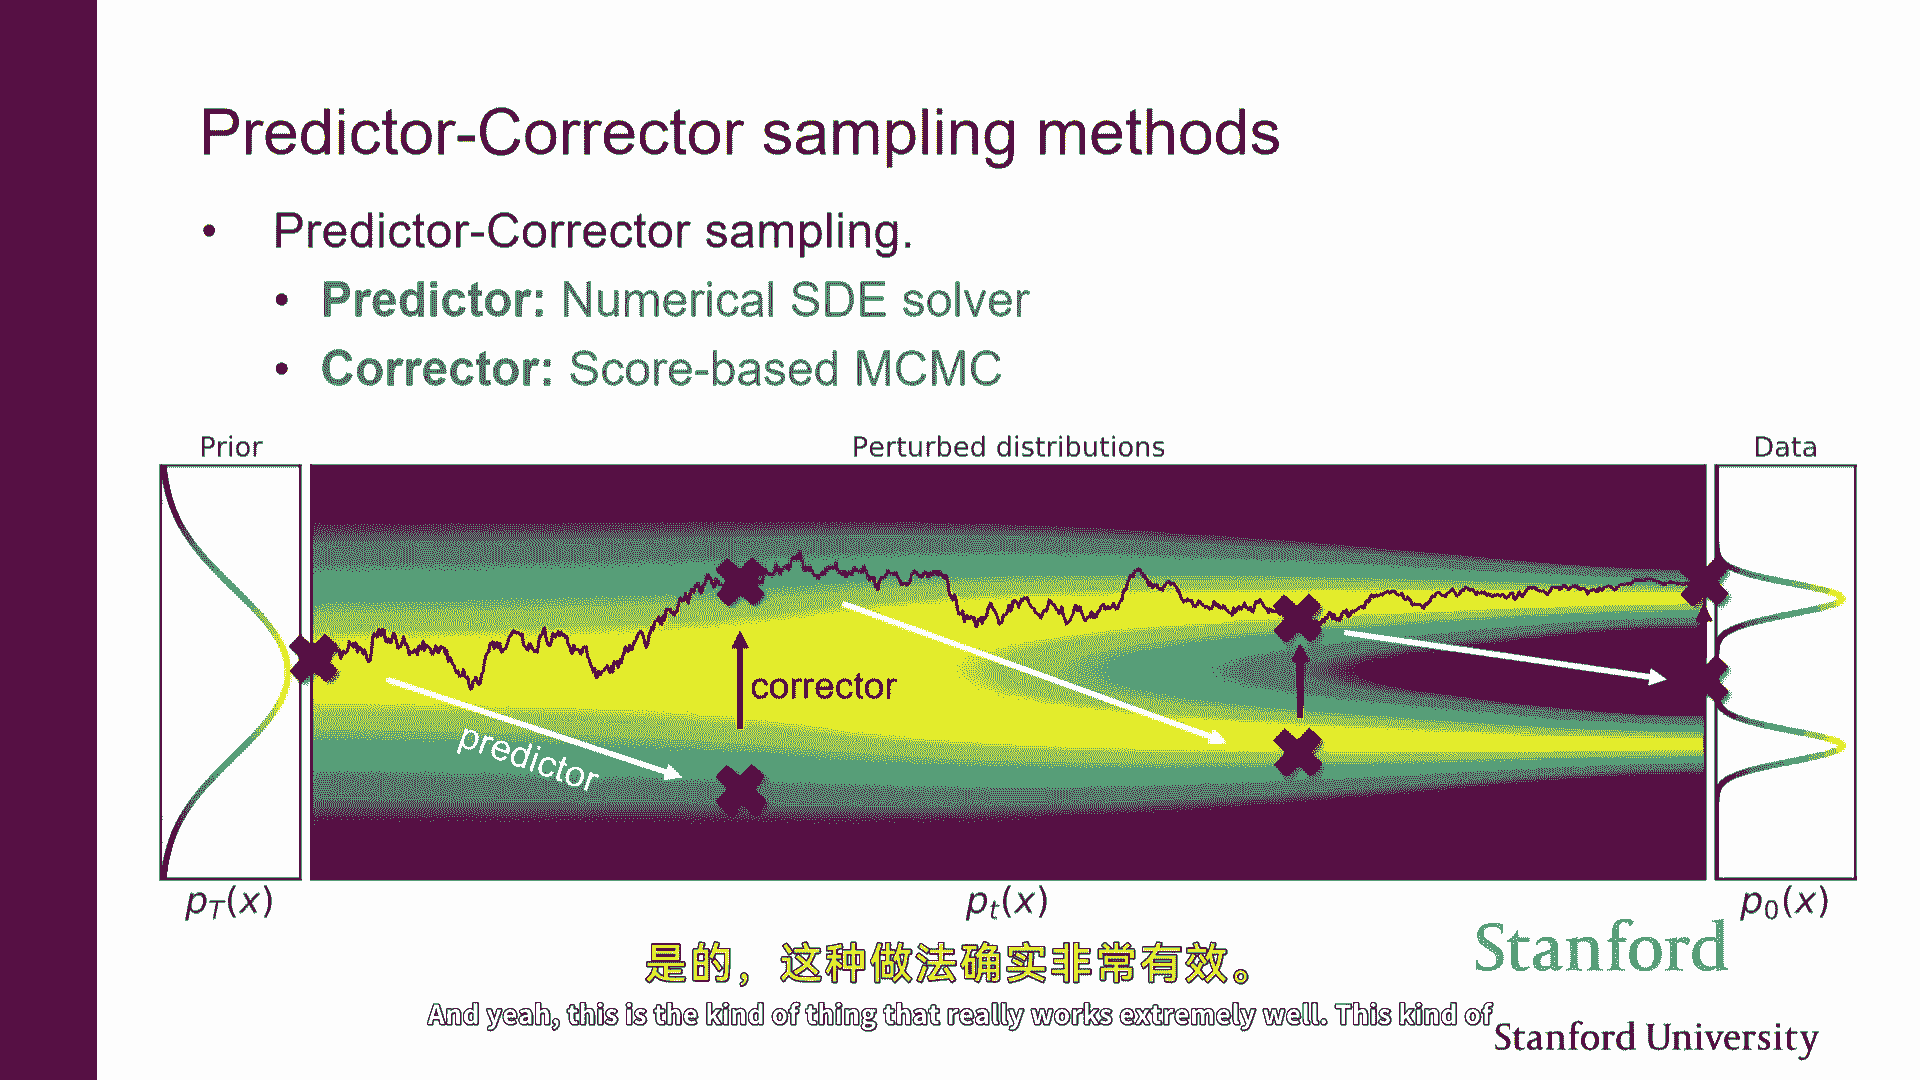 Predictor-Corrector sampling methods
• Predictor-Corrector sampling.
• Predictor: Numerical SDE solver
• Corrector: Score-based MCMC
Prior
Perturbed distributions
Data
corrector
predictor
p_T(x)
p_t(x)
p_0(x)
Stanford
是的，这种做法确实非常有效。
And yeah, this is the kind of thing that really works extremely well. This kind of
Stanford University